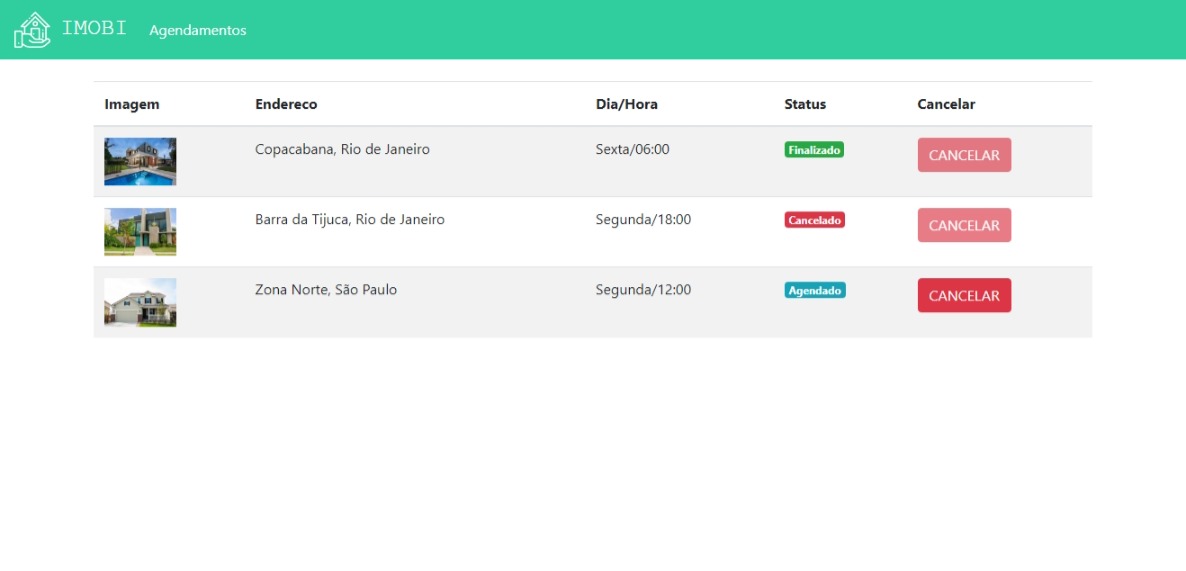 IMOBI Agendamentos
Imagem Endereco Dia/Hora Status Cancelar
Copacabana, Rio de Janeiro Sexta/06:00 Finalizado CANCELAR
Barra da Tijuca, Rio de Janeiro Segunda/18:00 Cancelado CANCELAR
Zona Norte, São Paulo Segunda/12:00 Agendado CANCELAR